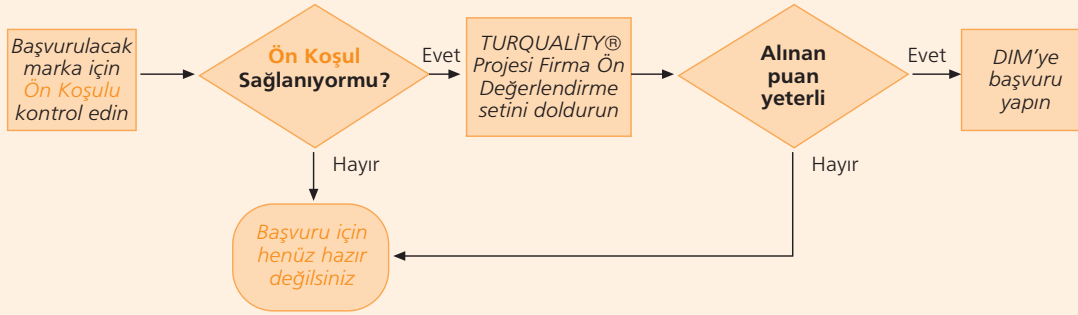 Başvurulacak
marka için
Ön Koşulu
kontrol edin
Ön Koşul
Sağlanıyormu?
Evet
TURQUALİTY®
Projesi Firma Ön
Değerlendirme
setini doldurun
Alınan
puan
yeterli
Evet
DIM’ye
başvuru
yapın
Hayır
Hayır
Başvuru için
henüz hazır
değilsiniz